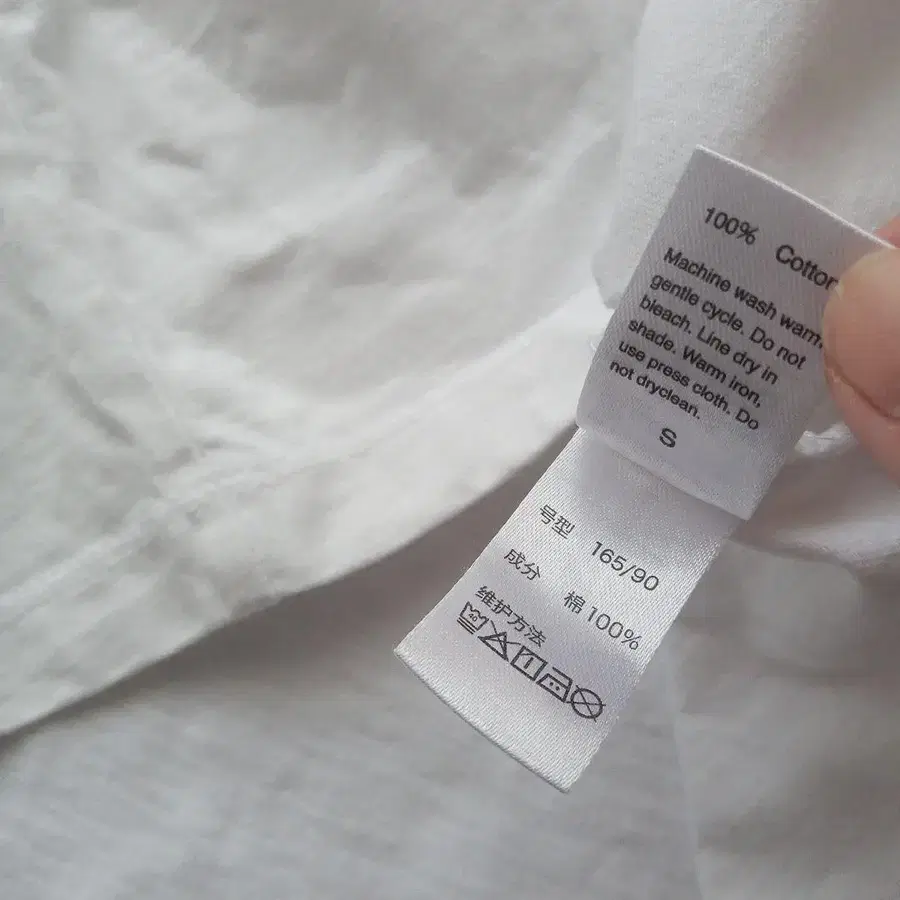 100% Cotton
Machine wash warm,
gentle cycle. Do not
bleach. Line dry in
shade. Warm iron,
use press cloth. Do
not dryclean.
S
号型 165/90
成分 棉100%
维护方法
40